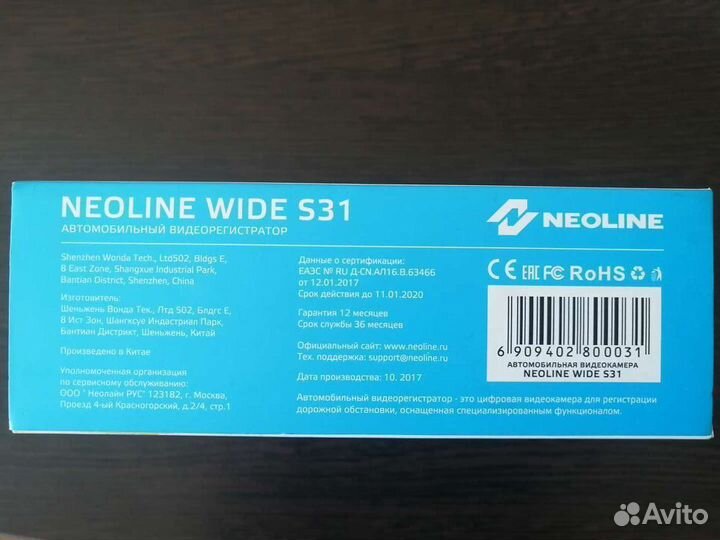 NEOLINE WIDE S31
АВТОМОБИЛЬНЫЙ ВИДЕОРЕГИСТРАТОР
Shenzhen Wonda Tech., Ltd502, Bldgs E,
8 East Zone, Shangxue Industrial Park,
Bantian District, Shenzhen, China
Изготовитель:
Шеньжень Вонда Тек., Лтд 502, Блдгс Е,
8 Ист Зон, Шангксуе Индастриал Парк,
Бантиан Дистрикт, Шеньжень, Китай
Произведено в Китае
Уполномоченная организация
по сервисному обслуживанию:
ООО " Неолайн РУС" 123182, г. Москва,
Проезд 4-ый Красногорский, д.2/4, стр.1
Данные о сертификации:
ЕАЭС № RU Д-CN.АЛ16.В.63466
от 12.01.2017
Срок действия до 11.01.2020
Гарантия 12 месяцев
Срок службы 36 месяцев
Официальный сайт: www.neoline.ru
Тех. поддержка: support@neoline.ru
Дата производства: 10. 2017
Автомобильный видеорегистратор - это цифровая видеокамера для регистрации
дорожной обстановки, оснащенная специализированным функционалом.
NEOLINE
CE EAC FC RoHS
6 909402 800031
АВТОМОБИЛЬНАЯ ВИДЕОКАМЕРА
NEOLINE WIDE S31
Avito